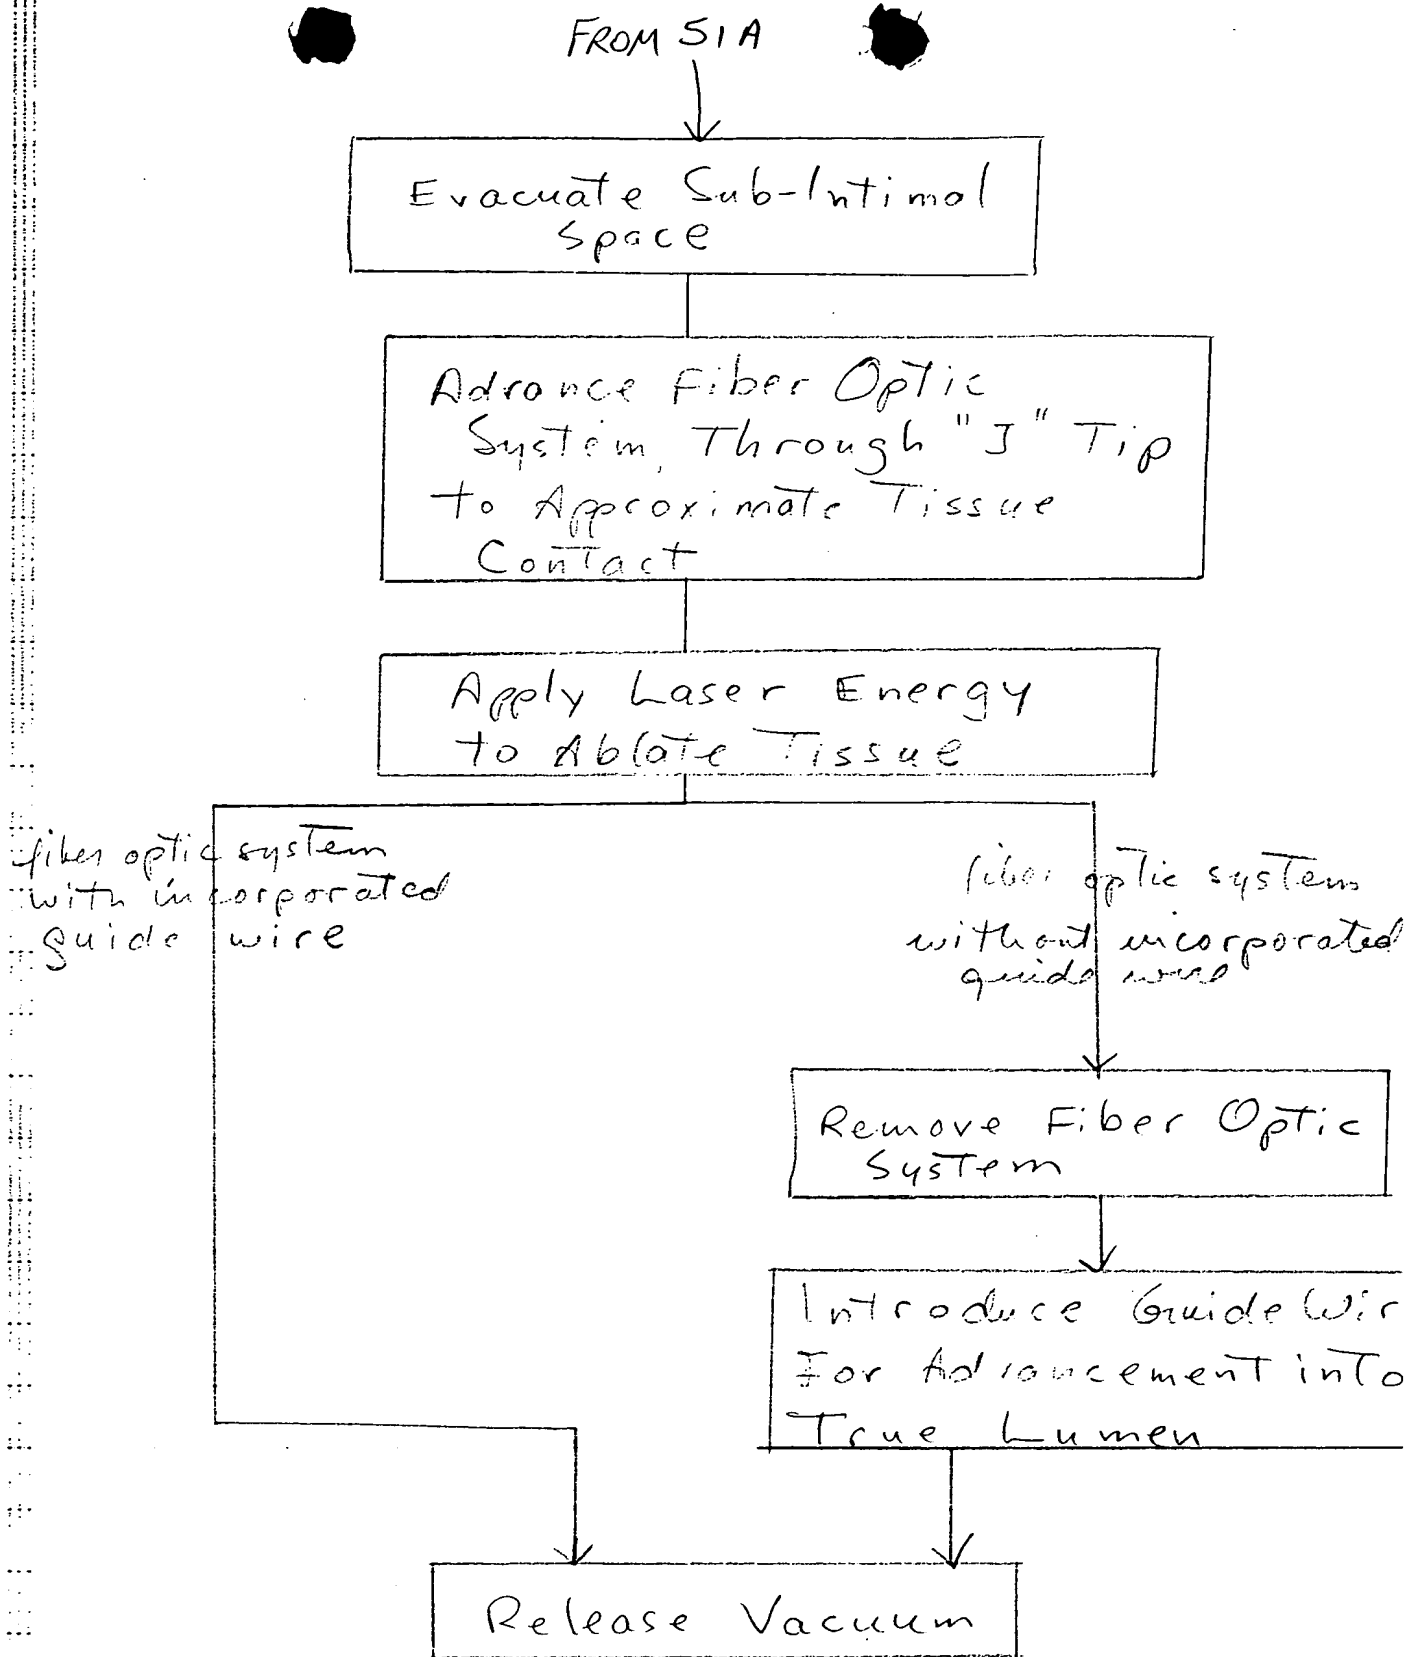 FROM 51A
Evacuate Sub-Intimal
Space
Advance Fiber Optic
System, Through "J" Tip
to Approximate Tissue
Contact
Apply Laser Energy
to Ablate Tissue
fiber optic system
with incorporated
guide wire
fiber optic system
without incorporated
guide wire
Remove Fiber Optic
System
Introduce Guide Wir
For Advancement into
True Lumen
Release Vacuum